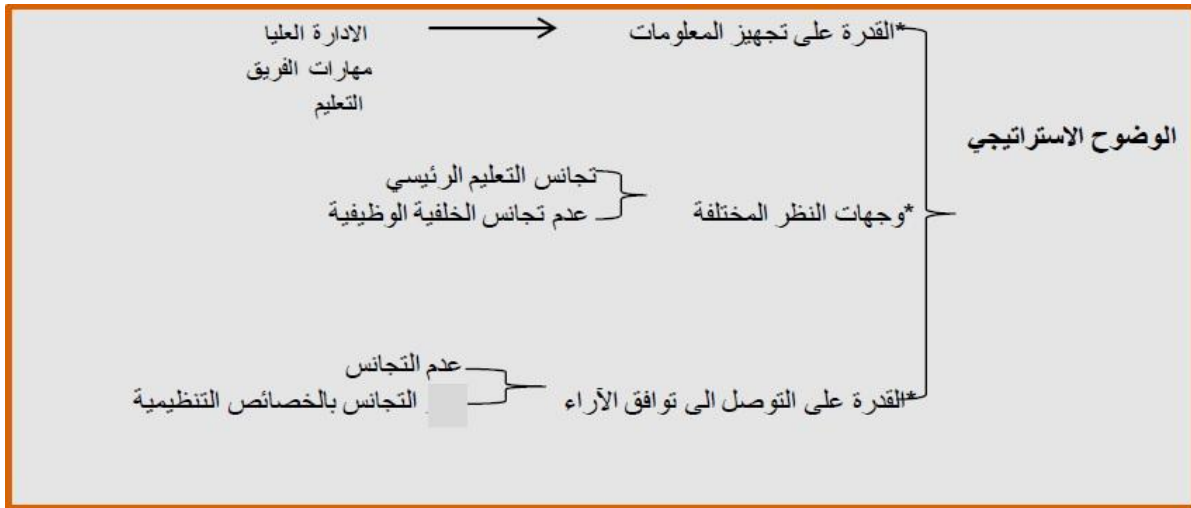 *القدرة على تجهيز المعلومات
الادارة العليا
مهارات الفريق
التعليم
الوضوح الاستراتيجي
*وجهات النظر المختلفة
تجانس التعليم الرئيسي
عدم تجانس الخلفية الوظيفية
*القدرة على التوصل الى توافق الآراء
عدم التجانس
التجانس بالخصائص التنظيمية